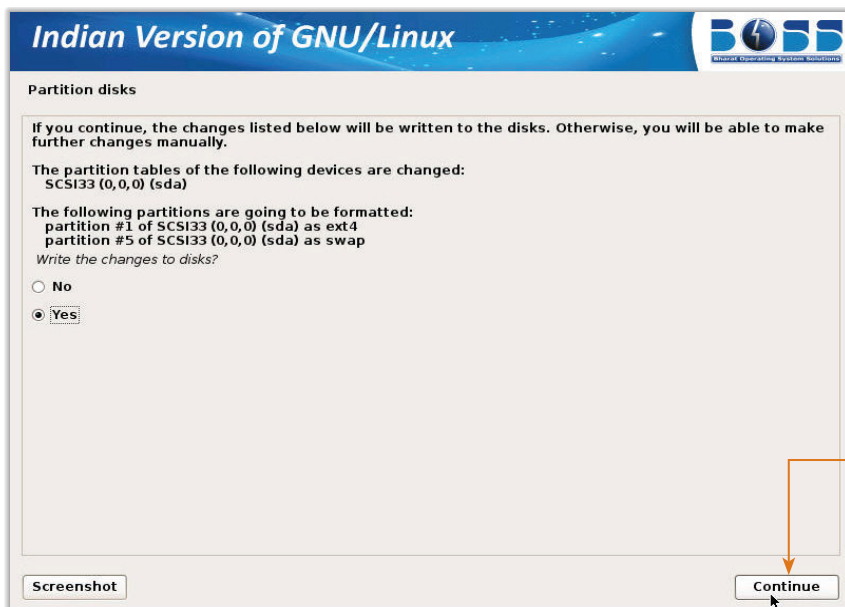 Indian Version of GNU/Linux
BOSS
Bharat Operating System Solutions
Partition disks
If you continue, the changes listed below will be written to the disks. Otherwise, you will be able to make
further changes manually.
The partition tables of the following devices are changed:
SCSI33 (0,0,0) (sda)
The following partitions are going to be formatted:
partition #1 of SCSI33 (0,0,0) (sda) as ext4
partition #5 of SCSI33 (0,0,0) (sda) as swap
Write the changes to disks?
No
Yes
Screenshot
Continue